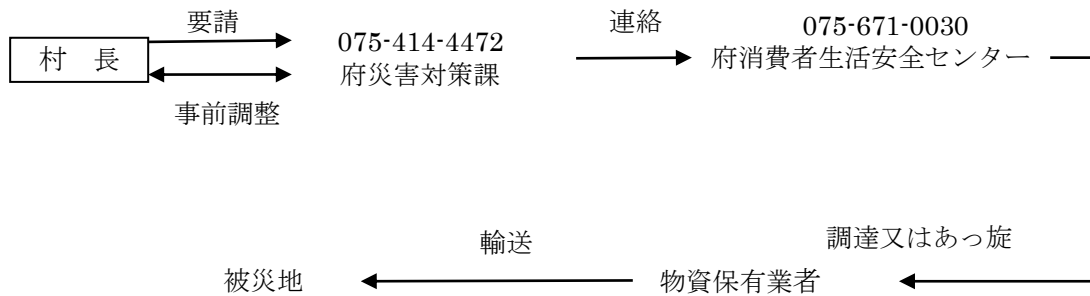 要請
村　長
075-414-4472
府災害対策課
事前調整
連絡
075-671-0030
府消費者生活安全センター
調達又はあっ旋
物資保有業者
輸送
被災地